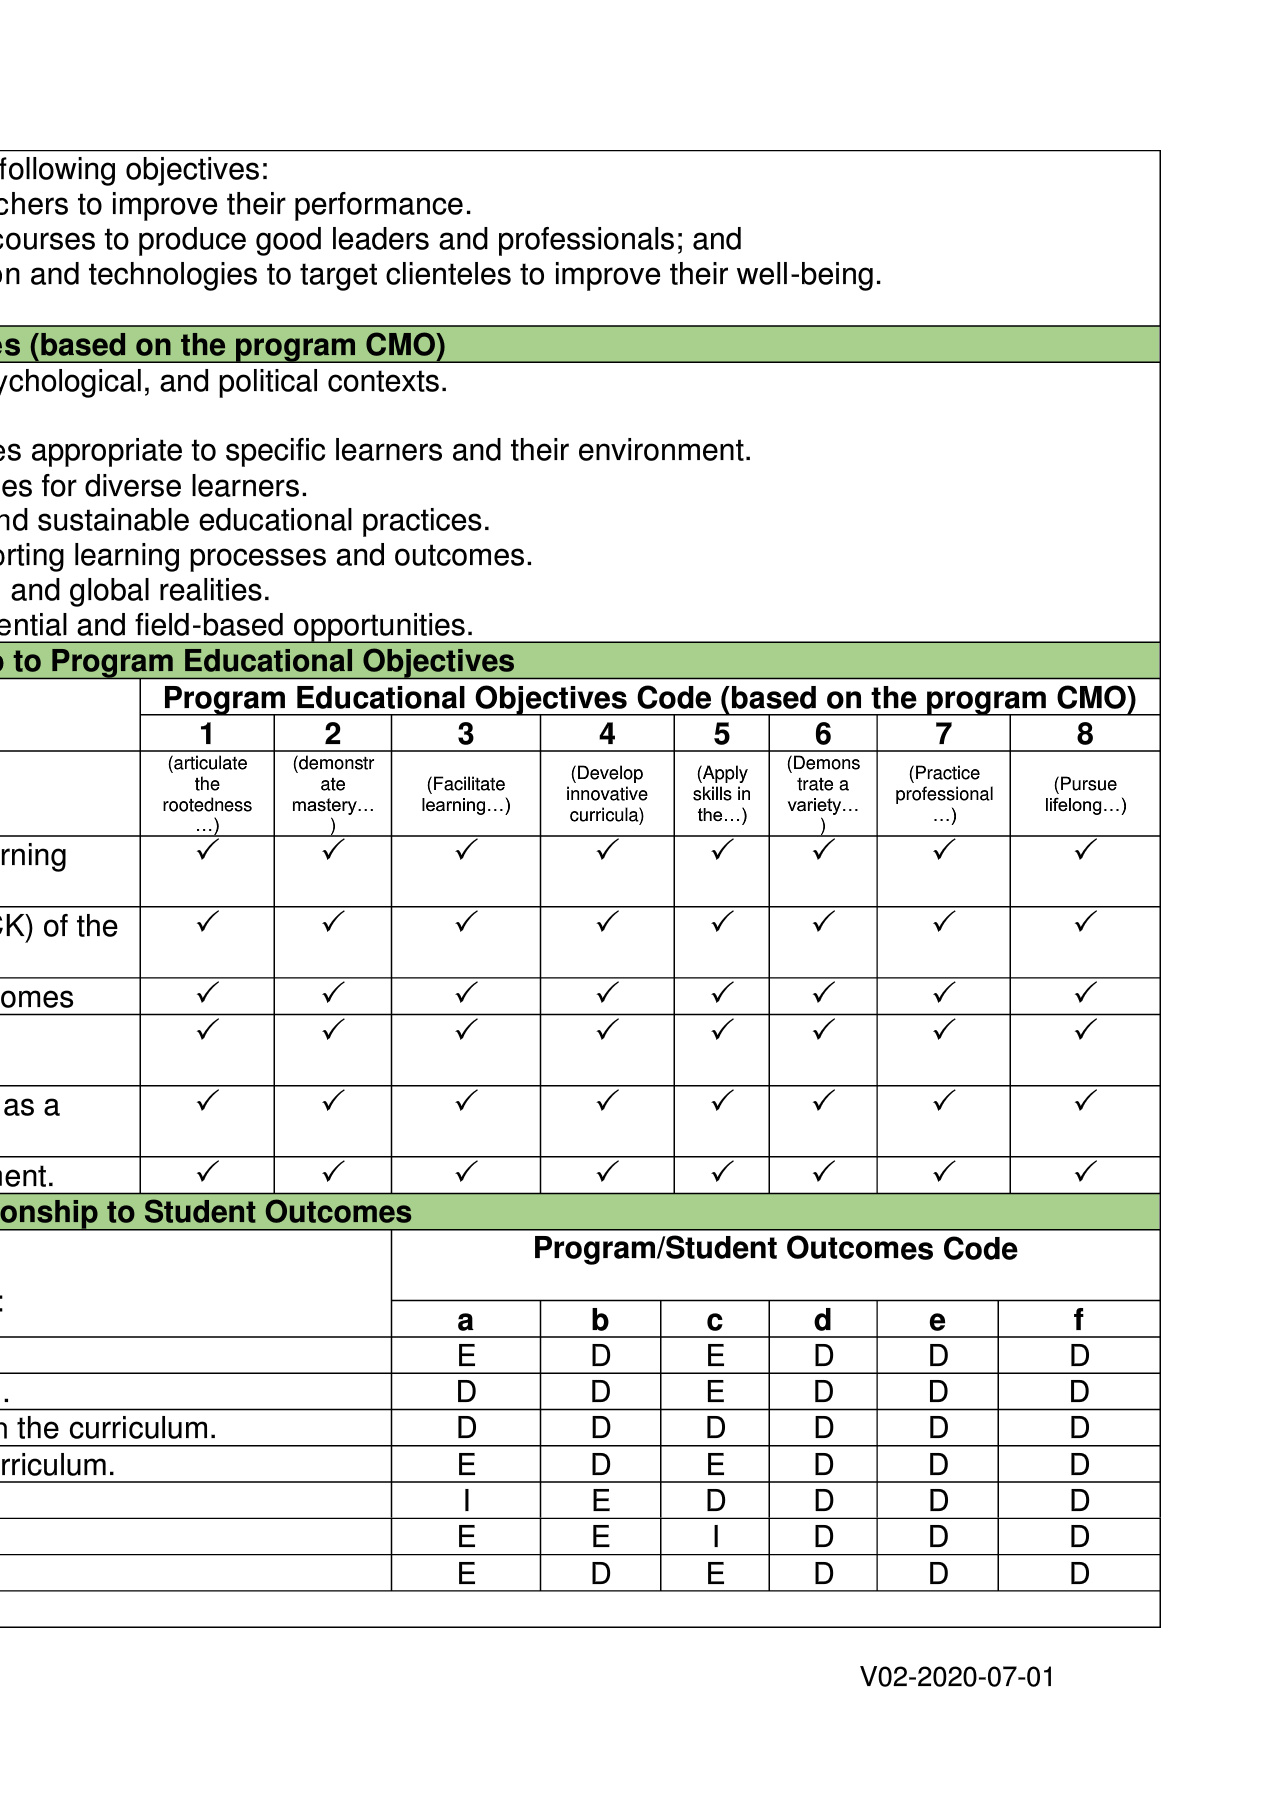 following objectives:
chers to improve their performance.
courses to produce good leaders and professionals; and
on and technologies to target clienteles to improve their well-being.
es (based on the program CMO)
ychological, and political contexts.
es appropriate to specific learners and their environment.
es for diverse learners.
nd sustainable educational practices.
orting learning processes and outcomes.
, and global realities.
ential and field-based opportunities.
p to Program Educational Objectives
Program Educational Objectives Code (based on the program CMO)
1 2 3 4 5 6 7 8
(articulate the rootedness …) (demonstr ate mastery… ) (Facilitate learning…) (Develop innovative curricula) (Apply skills in the…) (Demons trate a variety… ) (Practice professional …) (Pursue lifelong…)
rning ✓ ✓ ✓ ✓ ✓ ✓ ✓ ✓
CK) of the ✓ ✓ ✓ ✓ ✓ ✓ ✓ ✓
omes ✓ ✓ ✓ ✓ ✓ ✓ ✓ ✓
✓ ✓ ✓ ✓ ✓ ✓ ✓ ✓
as a ✓ ✓ ✓ ✓ ✓ ✓ ✓ ✓
ent. ✓ ✓ ✓ ✓ ✓ ✓ ✓ ✓
onship to Student Outcomes
Program/Student Outcomes Code
:
a b c d e f
E D E D D D
. D D E D D D
n the curriculum. D D D D D D
rriculum. E D E D D D
I E D D D D
E E I D D D
E D E D D D
V02-2020-07-01